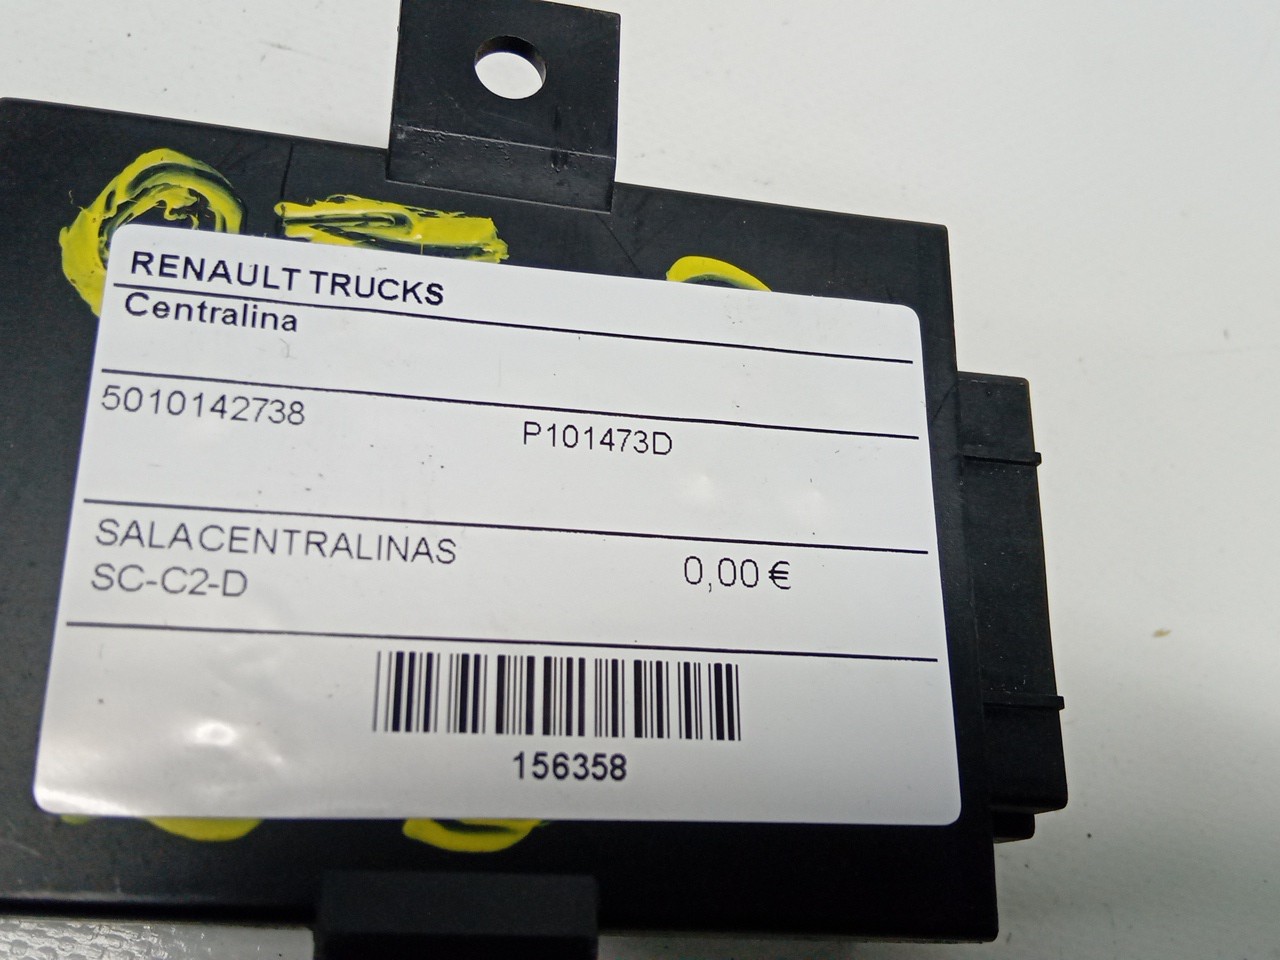 RENAULT TRUCKS
Centralina
5010142738 P101473D
SALACENTRALINAS 0,00 €
SC-C2-D
156358